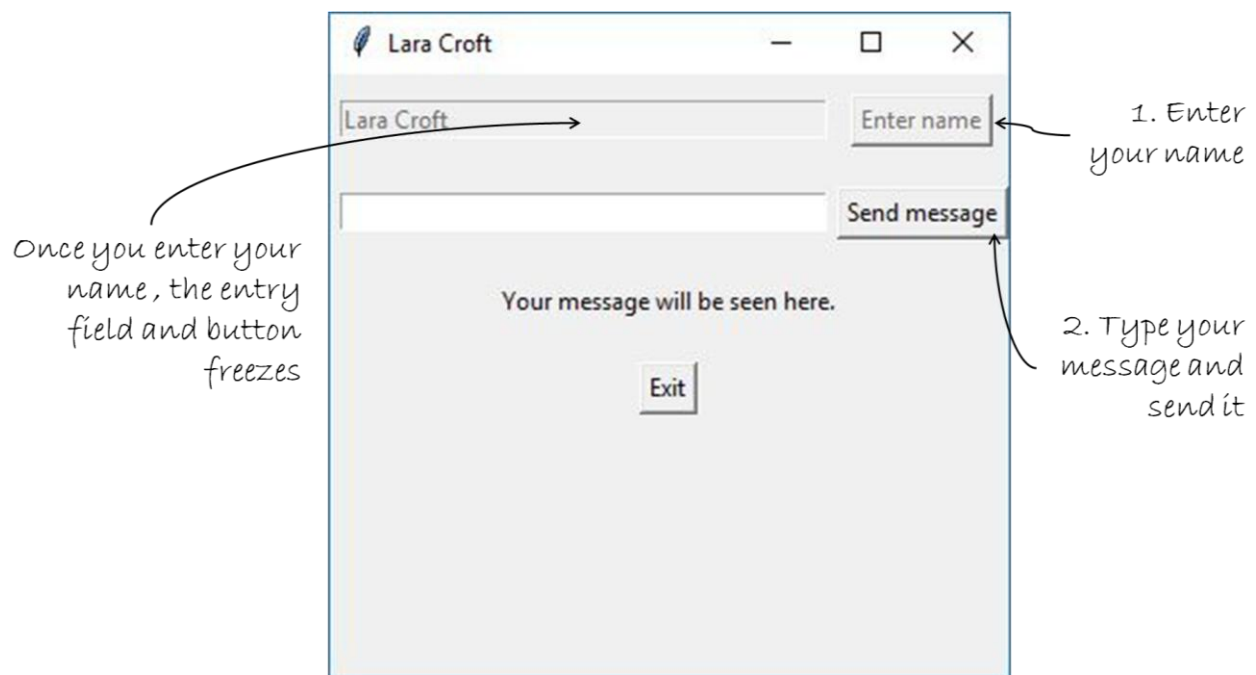 Lara Croft
Lara Croft
Enter name
1. Enter
your name
Send message
Once you enter your
name, the entry
field and button
freezes
Your message will be seen here.
2. Type your
message and
send it
Exit